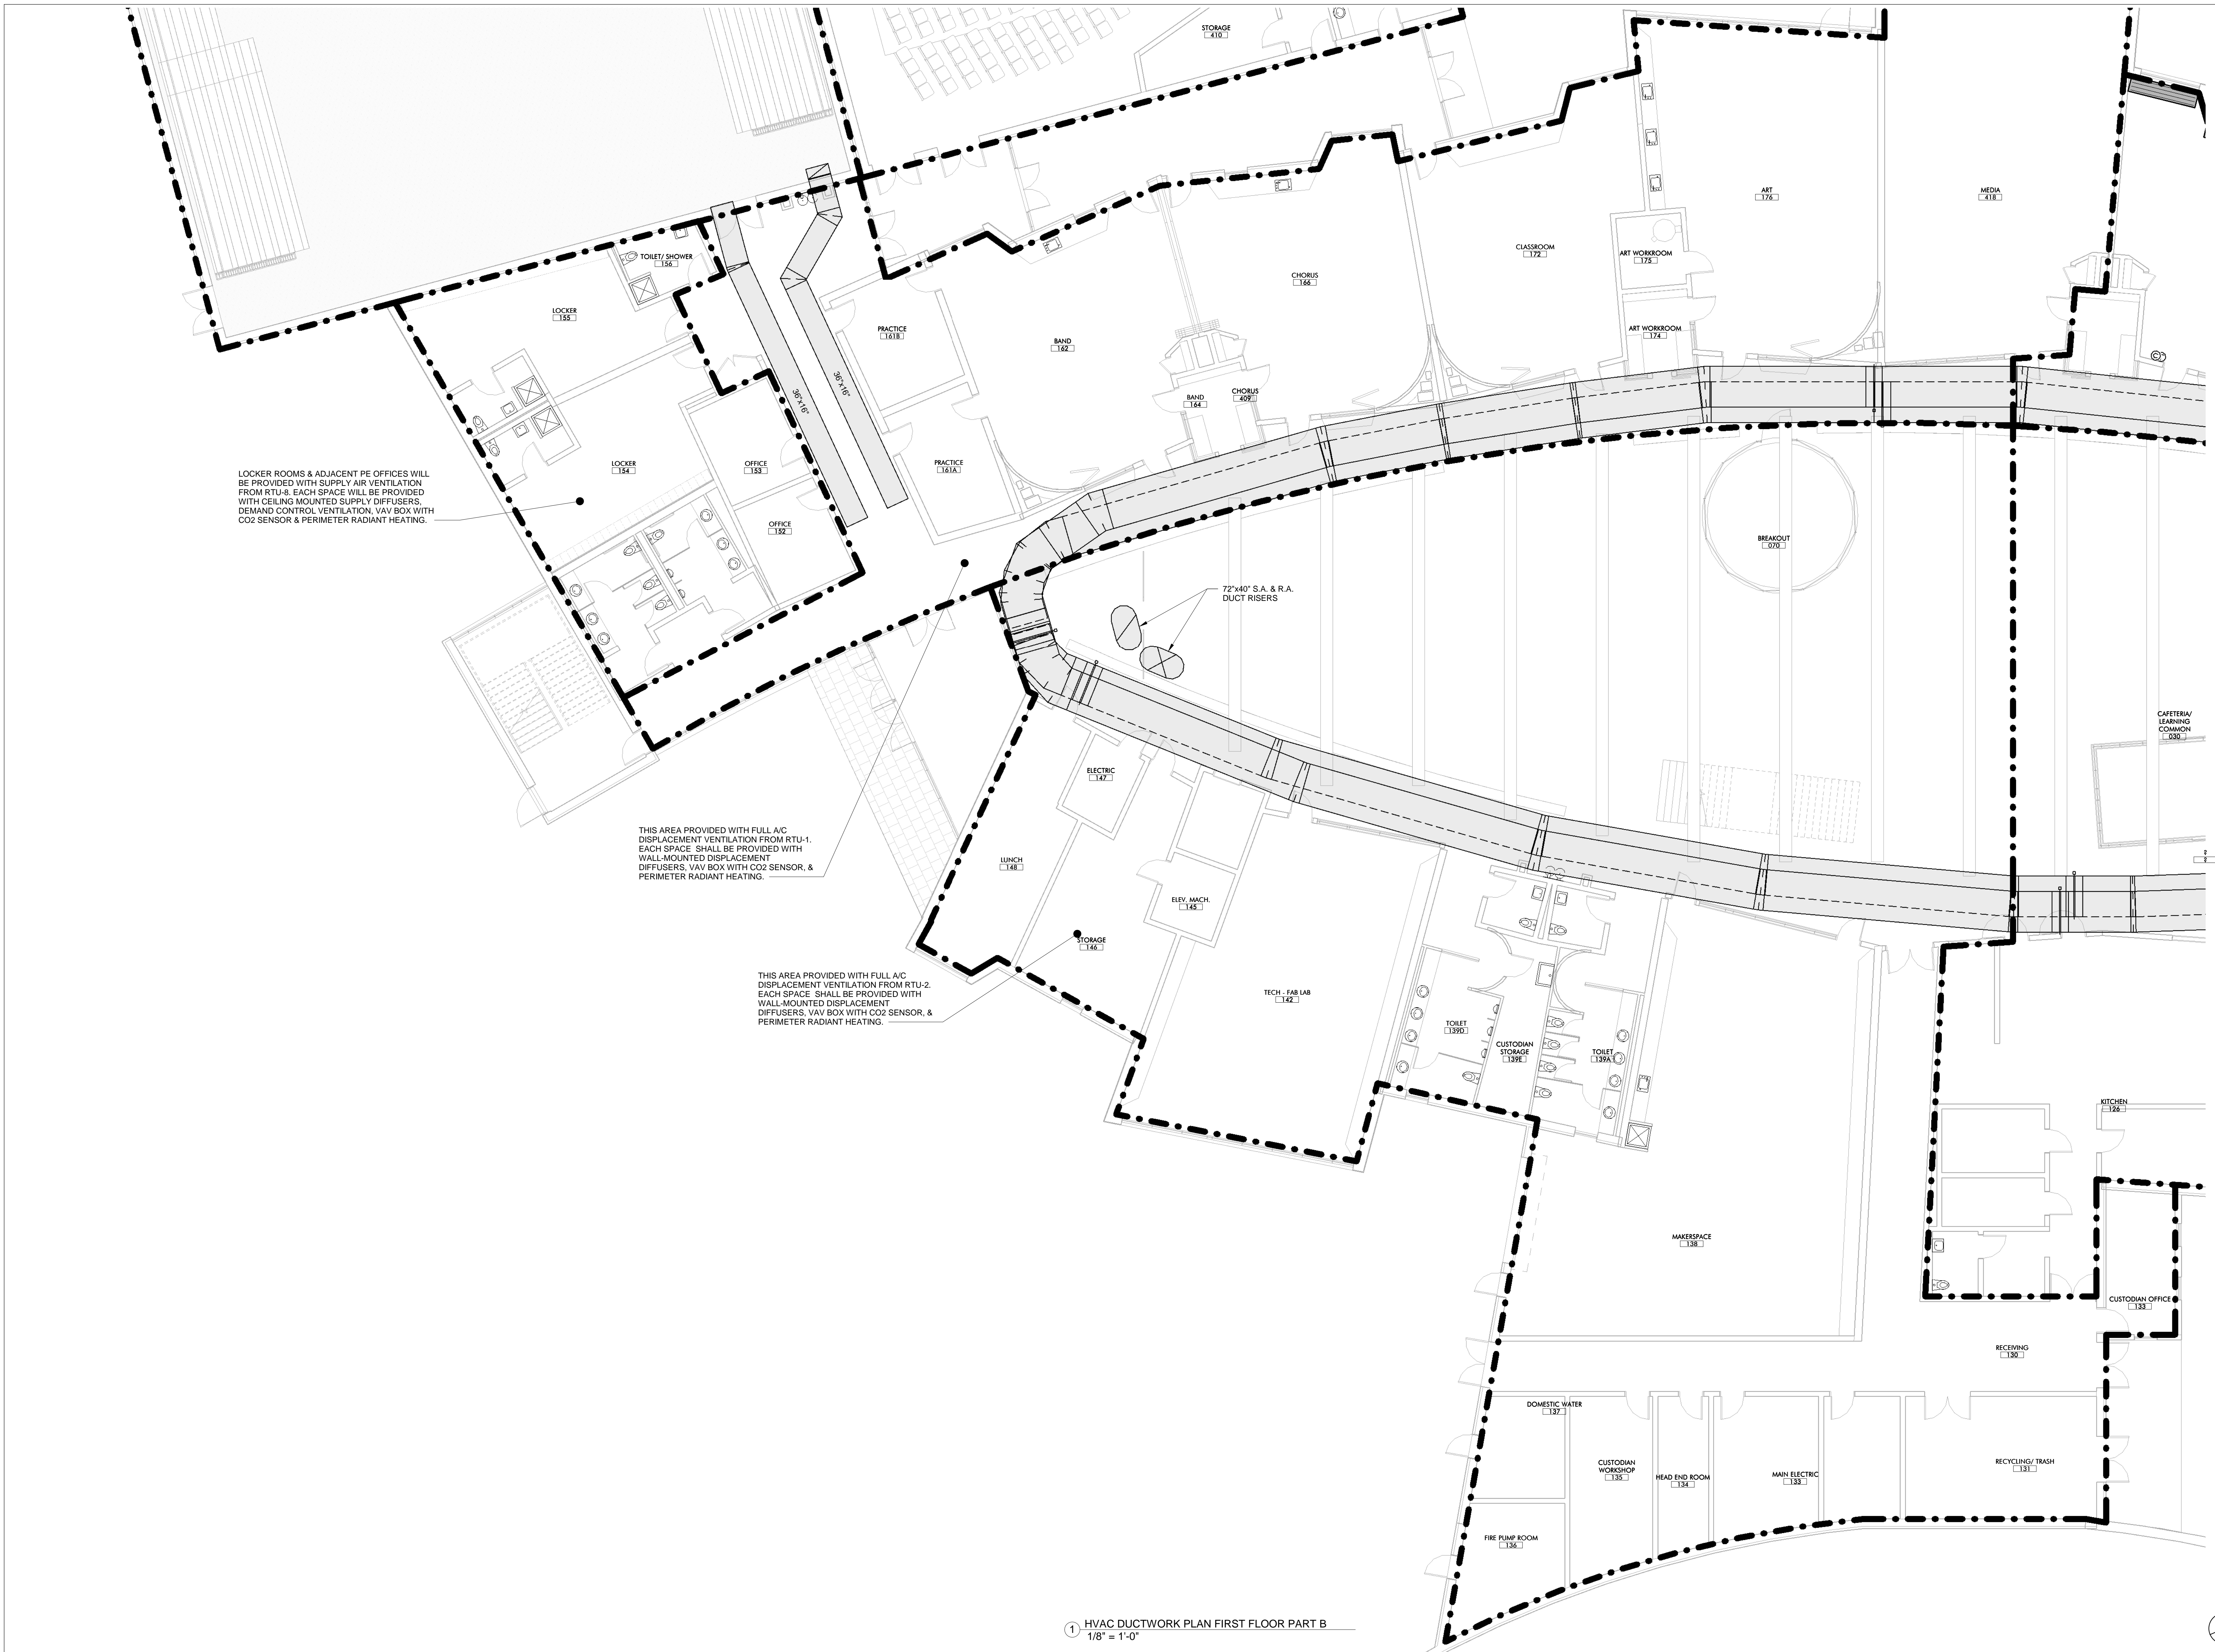 STORAGE
410
ART
176
MEDIA
418
TOILET/ SHOWER
156
CLASSROOM
172
ART WORKROOM
175
CHORUS
166
LOCKER
155
PRACTICE
161B
BAND
162
ART WORKROOM
174
36"x16"
36"x16"
BAND
164
CHORUS
409
LOCKER
154
OFFICE
153
PRACTICE
161A
LOCKER ROOMS & ADJACENT PE OFFICES WILL
BE PROVIDED WITH SUPPLY AIR VENTILATION
FROM RTU-8. EACH SPACE WILL BE PROVIDED
WITH CEILING MOUNTED SUPPLY DIFFUSERS,
DEMAND CONTROL VENTILATION, VAV BOX WITH
CO2 SENSOR & PERIMETER RADIANT HEATING.
OFFICE
152
BREAKOUT
070
72"x40" S.A. & R.A.
DUCT RISERS
CAFETERIA/
LEARNING
COMMON
030
ELECTRIC
147
THIS AREA PROVIDED WITH FULL A/C
DISPLACEMENT VENTILATION FROM RTU-1.
EACH SPACE SHALL BE PROVIDED WITH
WALL-MOUNTED DISPLACEMENT
DIFFUSERS, VAV BOX WITH CO2 SENSOR, &
PERIMETER RADIANT HEATING.
LUNCH
148
ELEV. MACH.
145
STORAGE
146
THIS AREA PROVIDED WITH FULL A/C
DISPLACEMENT VENTILATION FROM RTU-2.
EACH SPACE SHALL BE PROVIDED WITH
WALL-MOUNTED DISPLACEMENT
DIFFUSERS, VAV BOX WITH CO2 SENSOR, &
PERIMETER RADIANT HEATING.
TECH - FAB LAB
142
TOILET
139D
CUSTODIAN
STORAGE
139E
TOILET
139A
KITCHEN
126
MAKERSPACE
138
CUSTODIAN OFFICE
133
RECEIVING
130
DOMESTIC WATER
137
CUSTODIAN
WORKSHOP
135
HEAD END ROOM
134
MAIN ELECTRIC
133
RECYCLING/ TRASH
131
FIRE PUMP ROOM
136
1 HVAC DUCTWORK PLAN FIRST FLOOR PART B
1/8" = 1'-0"